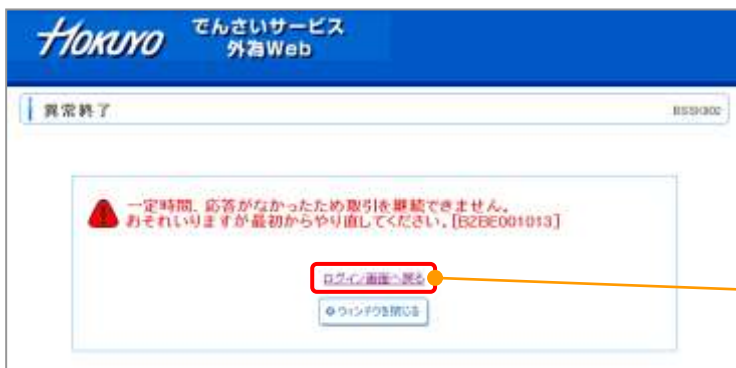 HOKUYO
でんさいサービス
外為Web
異常終了
BSSK002
一定時間、応答がなかったため取引を継続できません。
おそれいりますが最初からやり直してください。[BZBE001013]
ログイン画面へ戻る
ウィンドウを閉じる